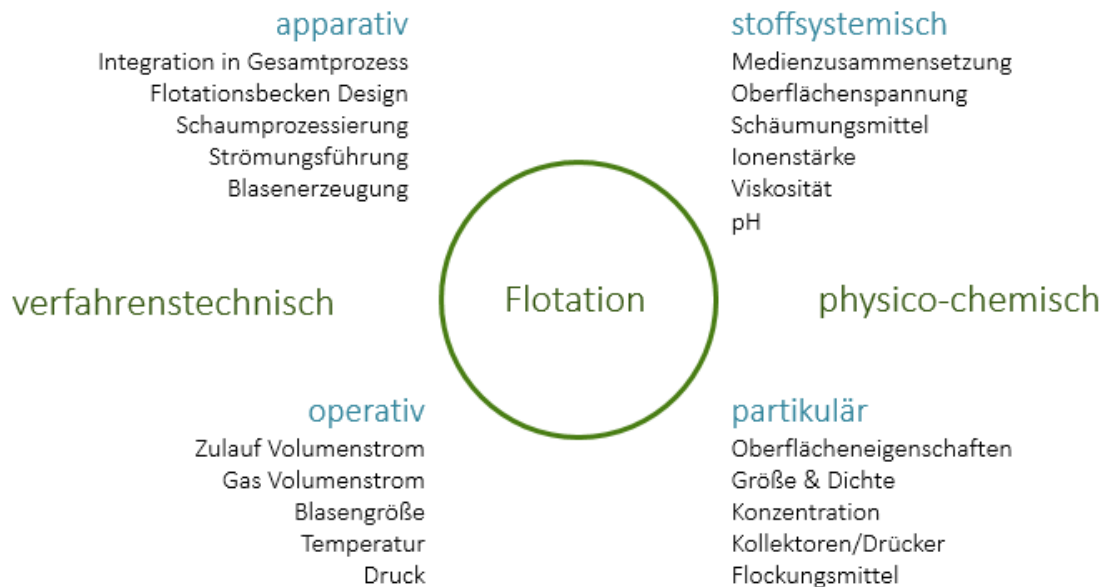 apparativ
Integration in Gesamtprozess
Flotationsbecken Design
Schaumprozessierung
Strömungsführung
Blasenerzeugung
stoffsystemisch
Medienzusammensetzung
Oberflächenspannung
Schäumungsmittel
Ionenstärke
Viskosität
pH
verfahrenstechnisch
Flotation
physico-chemisch
operativ
Zulauf Volumenstrom
Gas Volumenstrom
Blasengröße
Temperatur
Druck
partikulär
Oberflächeneigenschaften
Größe & Dichte
Konzentration
Kollektoren/Drücker
Flockungsmittel